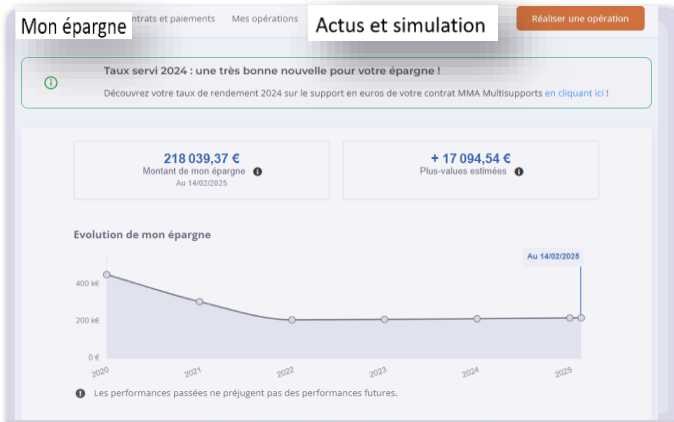 Mon épargne
ntrats et paiements
Mes opérations
Actus et simulation
Réaliser une opération
Taux servi 2024 : une très bonne nouvelle pour votre épargne !
Découvrez votre taux de rendement 2024 sur le support en euros de votre contrat MMA Multisupports en cliquant ici !
218 039,37 €
Montant de mon épargne
Au 14/02/2025
+ 17 094,54 €
Plus-values estimées
Evolution de mon épargne
Au 14/02/2025
400 k€
200 k€
0 €
2020
2021
2022
2023
2024
2025
Les performances passées ne préjugent pas des performances futures.